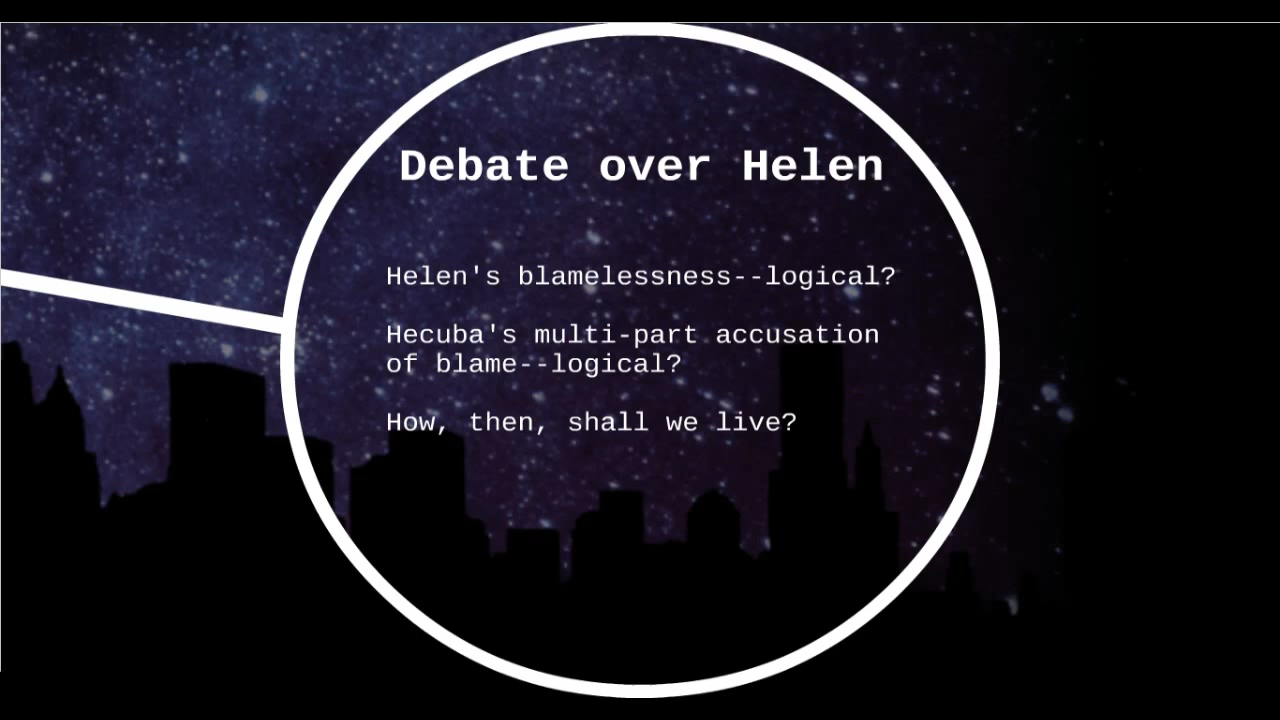 Debate over Helen
Helen's blamelessness--logical?
Hecuba's multi-part accusation
of blame--logical?
How, then, shall we live?